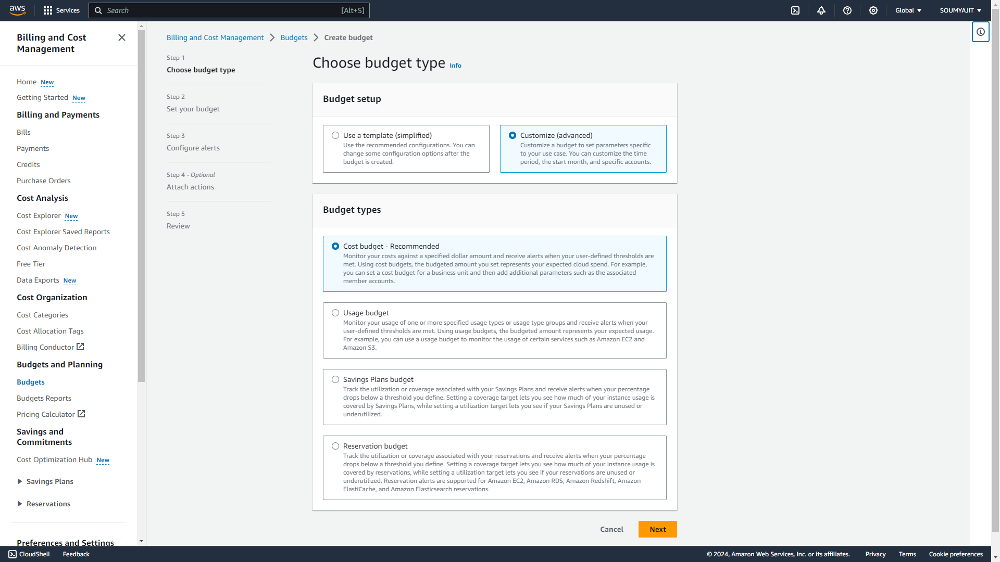 aws
Services
Search
[Alt+S]
Global
SOUMYAJIT
Billing and Cost
Management
Home New
Getting Started New
Billing and Payments
Bills
Payments
Credits
Purchase Orders
Cost Analysis
Cost Explorer New
Cost Explorer Saved Reports
Cost Anomaly Detection
Free Tier
Data Exports New
Cost Organization
Cost Categories
Cost Allocation Tags
Billing Conductor
Budgets and Planning
Budgets
Budgets Reports
Pricing Calculator
Savings and
Commitments
Cost Optimization Hub New
Savings Plans
Reservations
Preferences and Settings
Billing and Cost Management > Budgets > Create budget
Step 1
Choose budget type
Step 2
Set your budget
Step 3
Configure alerts
Step 4 - Optional
Attach actions
Step 5
Review
Choose budget type Info
Budget setup
Use a template (simplified)
Use the recommended configurations. You can
change some configuration options after the
budget is created.
Customize (advanced)
Customize a budget to set parameters specific
to your use case. You can customize the time
period, the start month, and specific accounts.
Budget types
Cost budget - Recommended
Monitor your costs against a specified dollar amount and receive alerts when your user-defined thresholds are
met. Using cost budgets, the budgeted amount you set represents your expected cloud spend. For example,
you can set a cost budget for a business unit and then add additional parameters such as the associated
member accounts.
Usage budget
Monitor your usage of one or more specified usage types or usage type groups and receive alerts when your
user-defined thresholds are met. Using usage budgets, the budgeted amount represents your expected usage.
For example, you can use a usage budget to monitor the usage of certain services such as Amazon EC2 and
Amazon S3.
Savings Plans budget
Track the utilization or coverage associated with your Savings Plans and receive alerts when your percentage
drops below a threshold you define. Setting a coverage target lets you see how much of your instance usage is
covered by Savings Plans, while setting a utilization target lets you see if your Savings Plans are unused or
underutilized.
Reservation budget
Track the utilization or coverage associated with your reservations and receive alerts when your percentage
drops below a threshold you define. Setting a coverage target lets you see how much of your instance usage is
covered by reservations, while setting a utilization target lets you see if your reservations are unused or
underutilized. Reservation alerts are supported for Amazon EC2, Amazon RDS, Amazon Redshift, Amazon
ElastiCache, and Amazon Elasticsearch reservations.
Cancel
Next
CloudShell
Feedback
© 2024, Amazon Web Services, Inc. or its affiliates.
Privacy
Terms
Cookie preferences